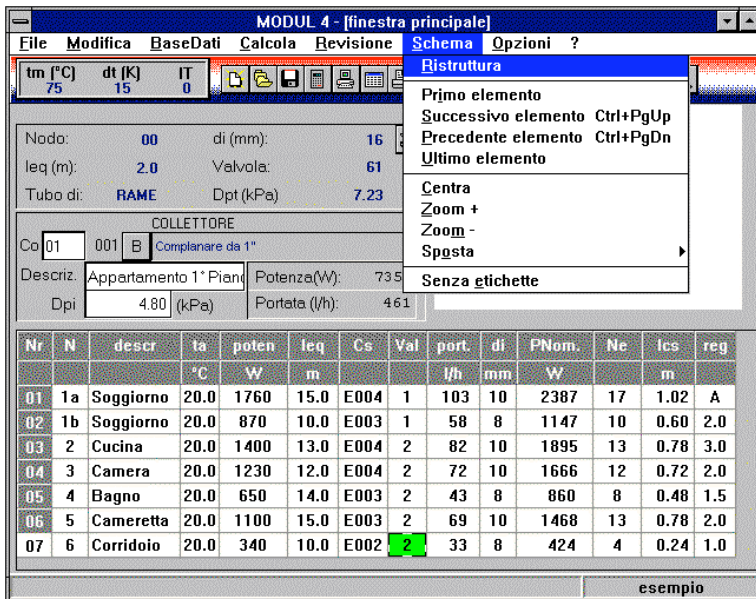 MODUL 4 - [finestra principale]
File Modifica BaseDati Calcola Revisione Schema Opzioni ?
tm [°C] dt [K] IT
75 15 0
Ristruttura
Primo elemento
Successivo elemento Ctrl+PgUp
Precedente elemento Ctrl+PgDn
Ultimo elemento
Centra
Zoom +
Zoom -
Sposta
Senza etichette
Nodo: 00 di (mm): 16
leq (m): 2.0 Valvola: 61
Tubo di: RAME Dpt (kPa) 7.23
COLLETTORE
Co 01 001 B Complanare da 1"
Descriz. Appartamento 1° Piano Potenza(W): 735
Dpi 4.80 (kPa) Portata (l/h): 461
Nr N descr ta poten leq Cs Val port. di PNom. Ne lcs reg
°C W m l/h mm W m
01 1a Soggiorno 20.0 1760 15.0 E004 1 103 10 2387 17 1.02 A
02 1b Soggiorno 20.0 870 10.0 E003 1 58 8 1147 10 0.60 2.0
03 2 Cucina 20.0 1400 13.0 E004 2 82 10 1895 13 0.78 3.0
04 3 Camera 20.0 1230 12.0 E004 2 72 10 1666 12 0.72 2.0
05 4 Bagno 20.0 650 14.0 E003 2 43 8 860 8 0.48 1.5
06 5 Cameretta 20.0 1100 15.0 E003 2 69 10 1468 13 0.78 2.0
07 6 Corridoio 20.0 340 10.0 E002 2 33 8 424 4 0.24 1.0
esempio